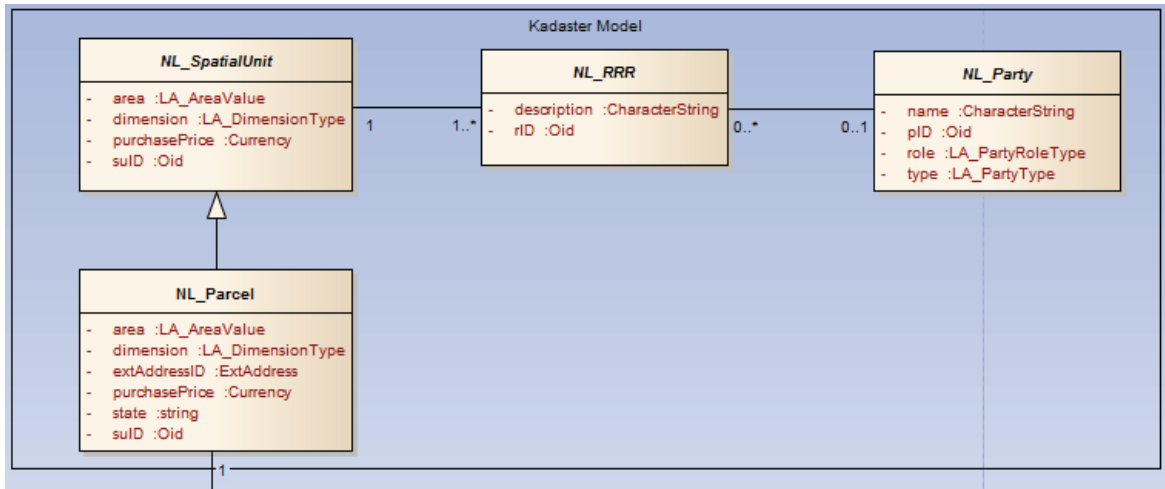 Kadaster Model
NL_SpatialUnit
- area :LA_AreaValue
- dimension :LA_DimensionType
- purchasePrice :Currency
- suID :Oid
1
1..*
NL_RRR
- description :CharacterString
- rID :Oid
0..*
0..1
NL_Party
- name :CharacterString
- pID :Oid
- role :LA_PartyRoleType
- type :LA_PartyType
NL_Parcel
- area :LA_AreaValue
- dimension :LA_DimensionType
- extAddressID :ExtAddress
- purchasePrice :Currency
- state :string
- suID :Oid
1